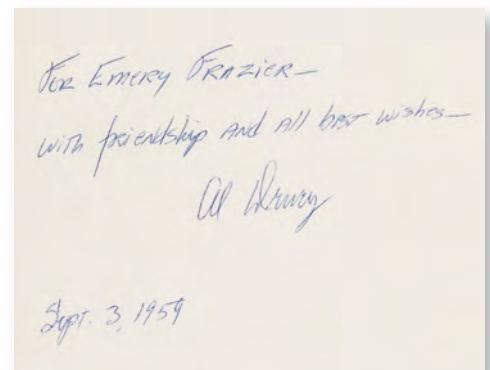 For Emery Frazier—
with friendship and all best wishes—
Al Drury
Sept. 3, 1959